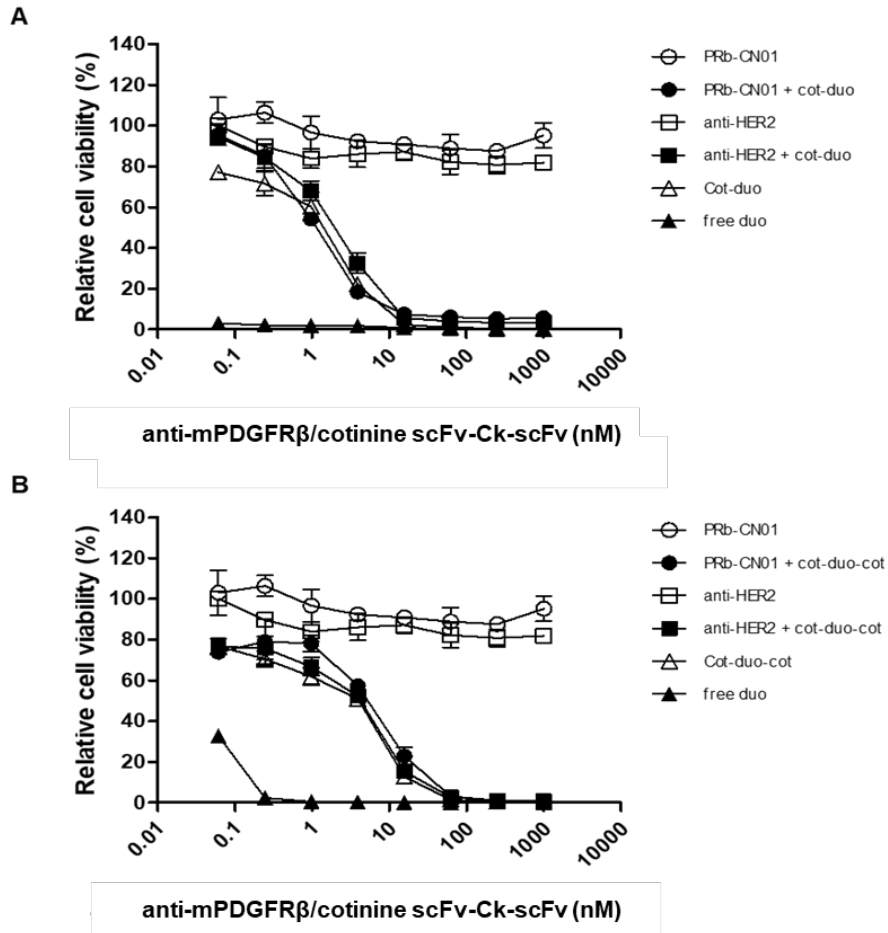 A
Relative cell viability (%)
140
120
100
80
60
40
20
0
0.01
0.1
1
10
100
1000
10000
PRb-CN01
PRb-CN01 + cot-duo
anti-HER2
anti-HER2 + cot-duo
Cot-duo
free duo
anti-mPDGFRβ/cotinine scFv-Ck-scFv (nM)
B
Relative cell viability (%)
140
120
100
80
60
40
20
0
0.01
0.1
1
10
100
1000
10000
PRb-CN01
PRb-CN01 + cot-duo-cot
anti-HER2
anti-HER2 + cot-duo-cot
Cot-duo-cot
free duo
anti-mPDGFRβ/cotinine scFv-Ck-scFv (nM)